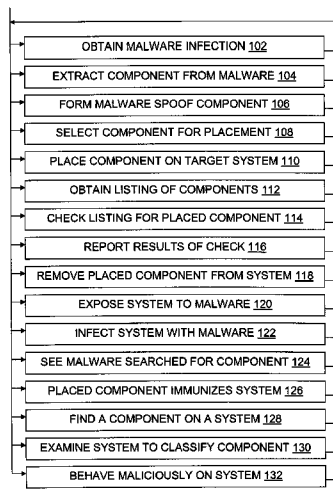 OBTAIN MALWARE INFECTION 102
EXTRACT COMPONENT FROM MALWARE 104
FORM MALWARE SPOOF COMPONENT 106
SELECT COMPONENT FOR PLACEMENT 108
PLACE COMPONENT ON TARGET SYSTEM 110
OBTAIN LISTING OF COMPONENTS 112
CHECK LISTING FOR PLACED COMPONENT 114
REPORT RESULTS OF CHECK 116
REMOVE PLACED COMPONENT FROM SYSTEM 118
EXPOSE SYSTEM TO MALWARE 120
INFECT SYSTEM WITH MALWARE 122
SEE MALWARE SEARCHED FOR COMPONENT 124
PLACED COMPONENT IMMUNIZES SYSTEM 126
FIND A COMPONENT ON A SYSTEM 128
EXAMINE SYSTEM TO CLASSIFY COMPONENT 130
BEHAVE MALICIOUSLY ON SYSTEM 132